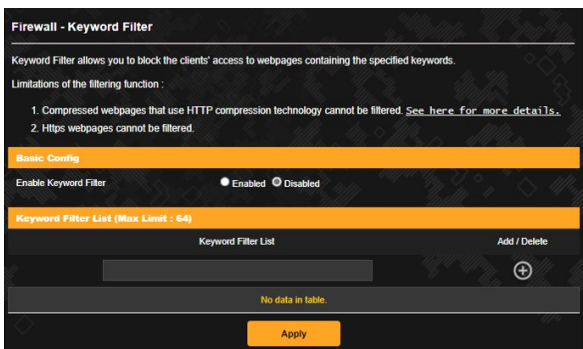 Firewall - Keyword Filter
Keyword Filter allows you to block the clients' access to webpages containing the specified keywords.
Limitations of the filtering function :
1. Compressed webpages that use HTTP compression technology cannot be filtered. See here for more details.
2. Https webpages cannot be filtered.
Basic Config
Enable Keyword Filter Enabled Disabled
Keyword Filter List (Max Limit : 64)
Keyword Filter List Add / Delete
No data in table.
Apply